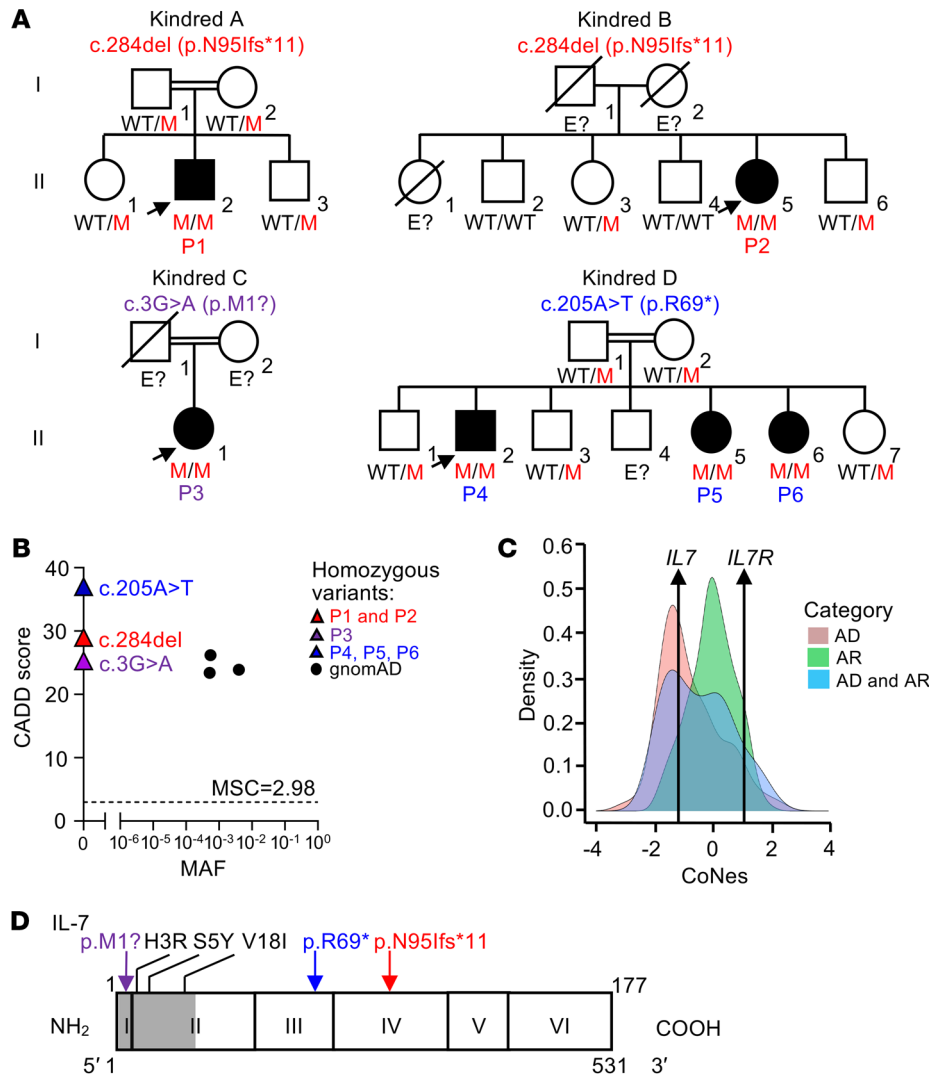 A
Kindred A
c.284del (p.N95Ifs*11)
Kindred B
c.284del (p.N95Ifs*11)
I
1
2
WT/M
WT/M
1
2
E?
E?
II
1
2
3
WT/M
M/M
WT/M
P1
1
2
3
4
5
6
E?
WT/WT
WT/M
WT/WT
M/M
WT/M
P2
Kindred C
c.3G>A (p.M1?)
Kindred D
c.205A>T (p.R69*)
I
1
2
E?
E?
1
2
WT/M
WT/M
II
1
M/M
P3
1
2
3
4
5
6
7
WT/M
M/M
WT/M
E?
M/M
M/M
WT/M
P4
P5
P6
B
CADD score
40
30
20
10
0
c.205A>T
c.284del
c.3G>A
MSC=2.98
0
10-6
10-5
10-4
10-3
10-2
10-1
100
MAF
Homozygous
variants:
P1 and P2
P3
P4, P5, P6
gnomAD
C
Density
0.6
0.5
0.4
0.3
0.2
0.1
0.0
IL7
IL7R
-4
-2
0
2
4
CoNes
Category
AD
AR
AD and AR
D
IL-7
p.M1?
H3R
S5Y
V18I
p.R69*
p.N95Ifs*11
1
177
NH2
I
II
III
IV
V
VI
COOH
5′ 1
531
3′